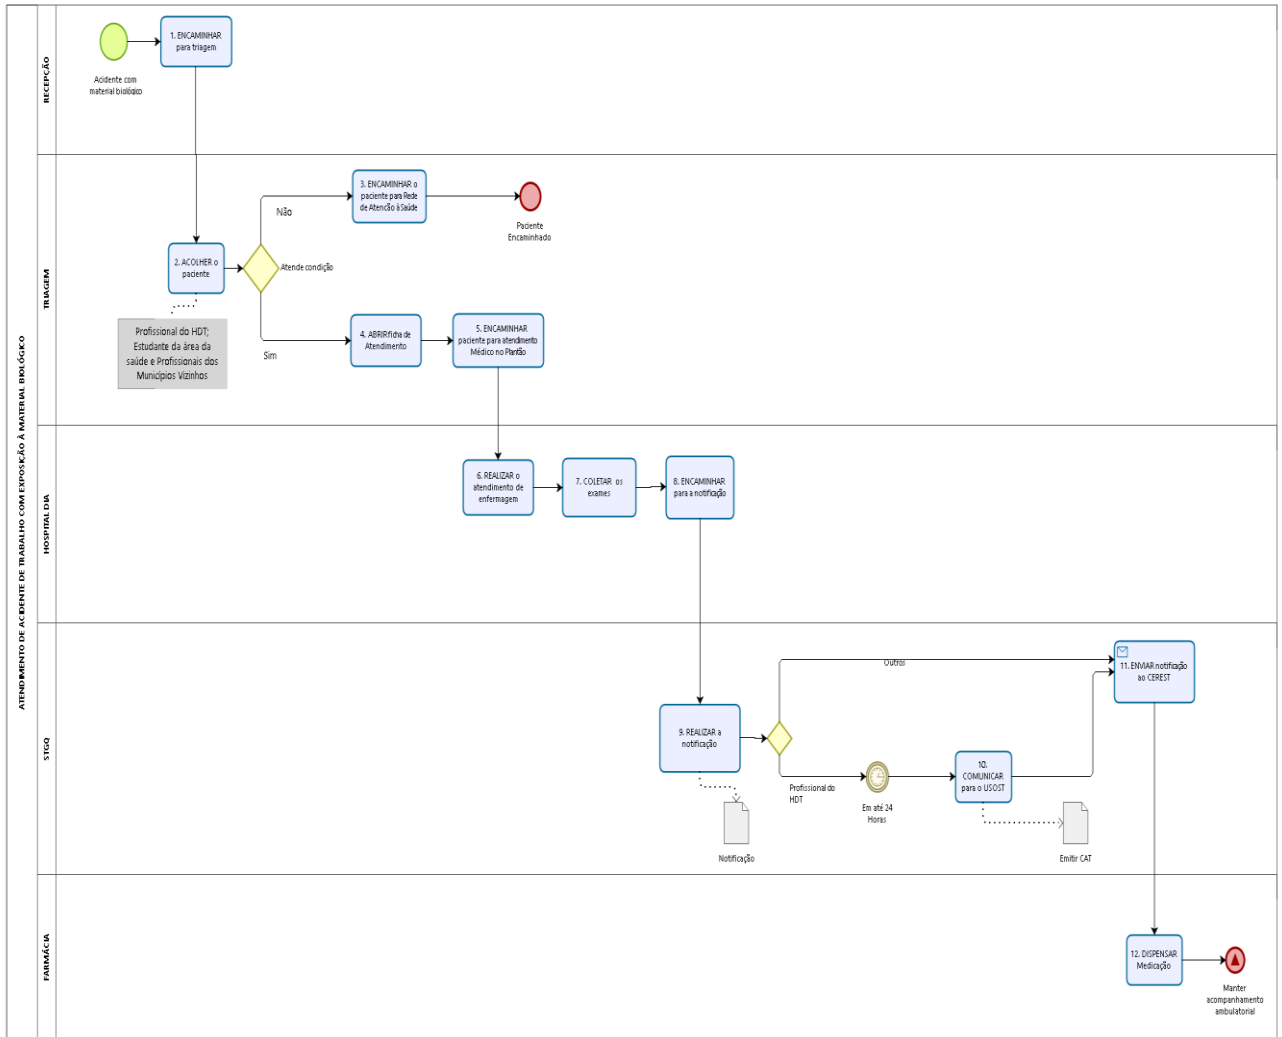 ATENDIMENTO DE ACIDENTE DE TRABALHO COM EXPOSIÇÃO À MATERIAL BIOLÓGICO
RECEPÇÃO
Acidente com
material biológico
1. ENCAMINHAR
para triagem
TRIAGEM
2. ACOLHER o
paciente
Profissional do HDT;
Estudante da área da
saúde e Profissionais dos
Municípios Vizinhos
Atende condição
Não
3. ENCAMINHAR o
paciente para Rede
de Atencão à Saúde
Paciente
Encaminhado
Sim
4. ABRIR ficha de
Atendimento
5. ENCAMINHAR
paciente para atendimento
Médico no Plantão
HOSPITAL DIA
6. REALIZAR o
atendimento de
enfermagem
7. COLETAR os
exames
8. ENCAMINHAR
para a notificação
STGQ
9. REALIZAR a
notificação
Notificação
Outros
Profissional do
HDT
Em até 24
Horas
10.
COMUNICAR
para o USOST
Emitir CAT
11. ENVIAR notificação
ao CEREST
FARMÁCIA
12. DISPENSAR
Medicação
Manter
acompanhamento
ambulatorial